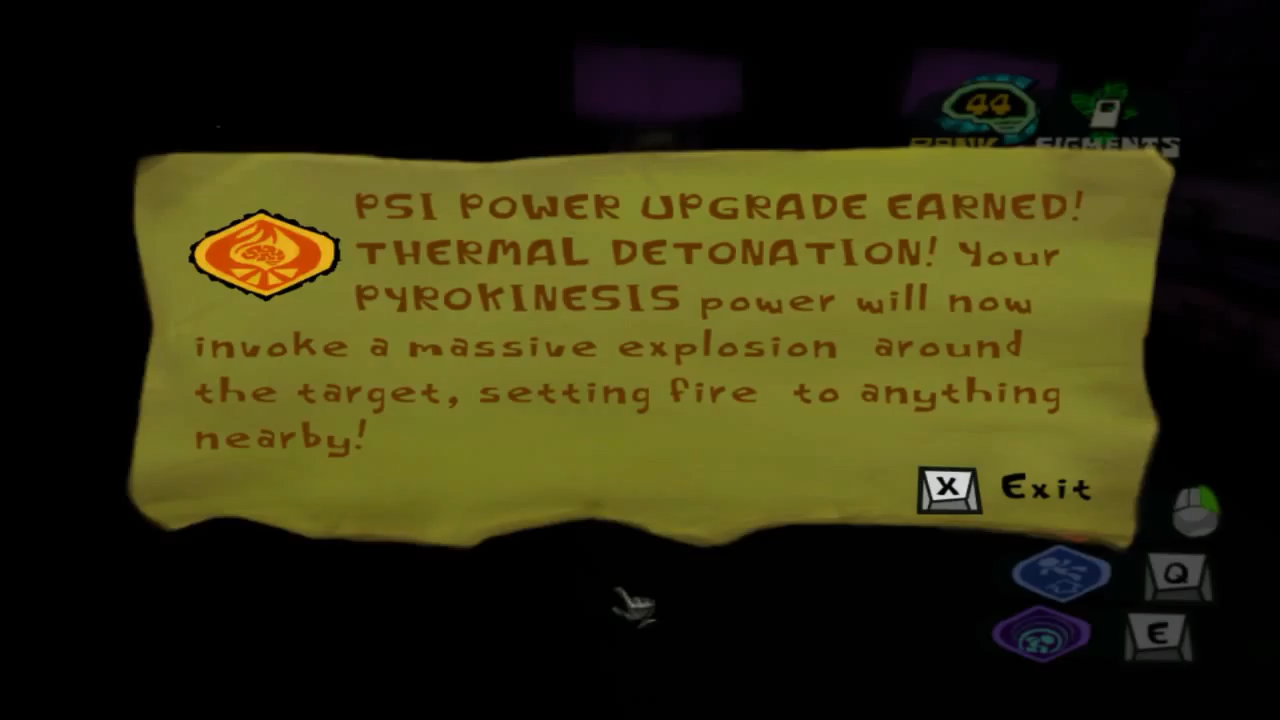 44
RANK FIGMENTS
PSI POWER UPGRADE EARNED!
THERMAL DETONATION! Your
PYROKINESIS power will now
invoke a massive explosion around
the target, setting fire to anything
nearby!
X Exit
Q
E